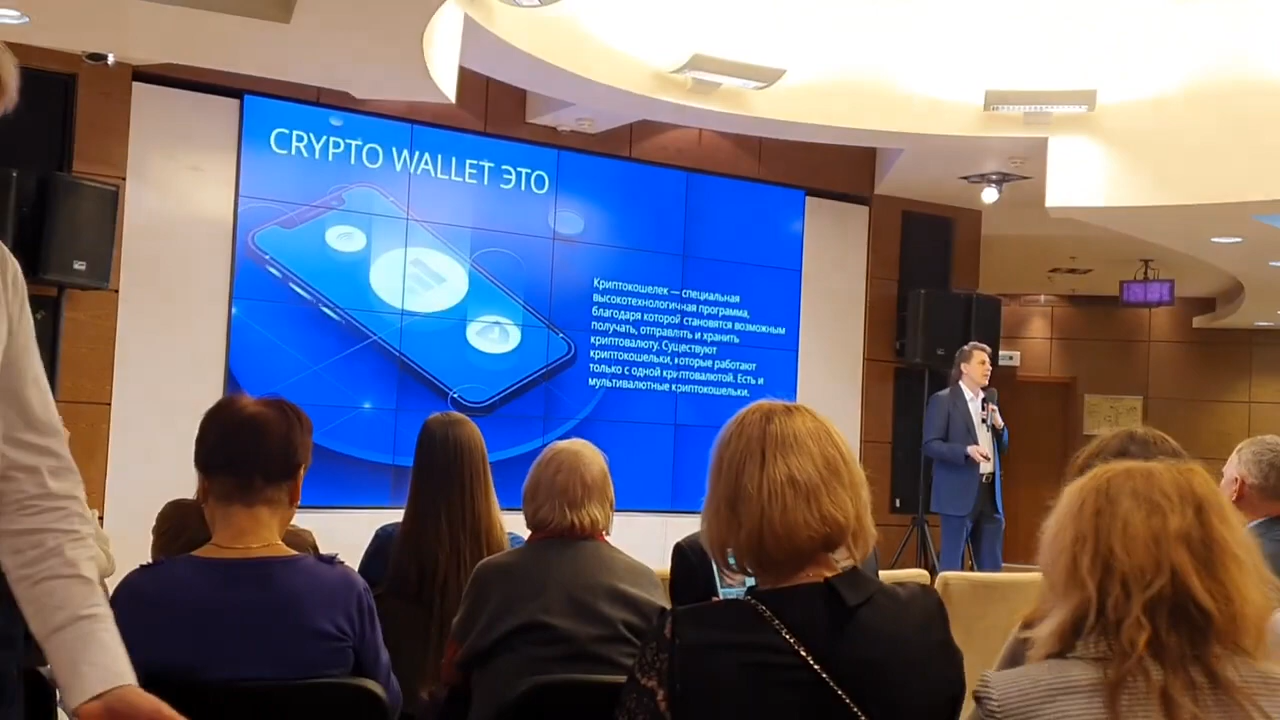 CRYPTO WALLET ЭТО
Криптокошелек — специальная
высокотехнологичная программа,
благодаря которой становятся возможным
получать, отправлять и хранить
криптовалюту. Существуют
криптокошельки, которые работают
только с одной криптовалютой. Есть и
мультивалютные криптокошельки.